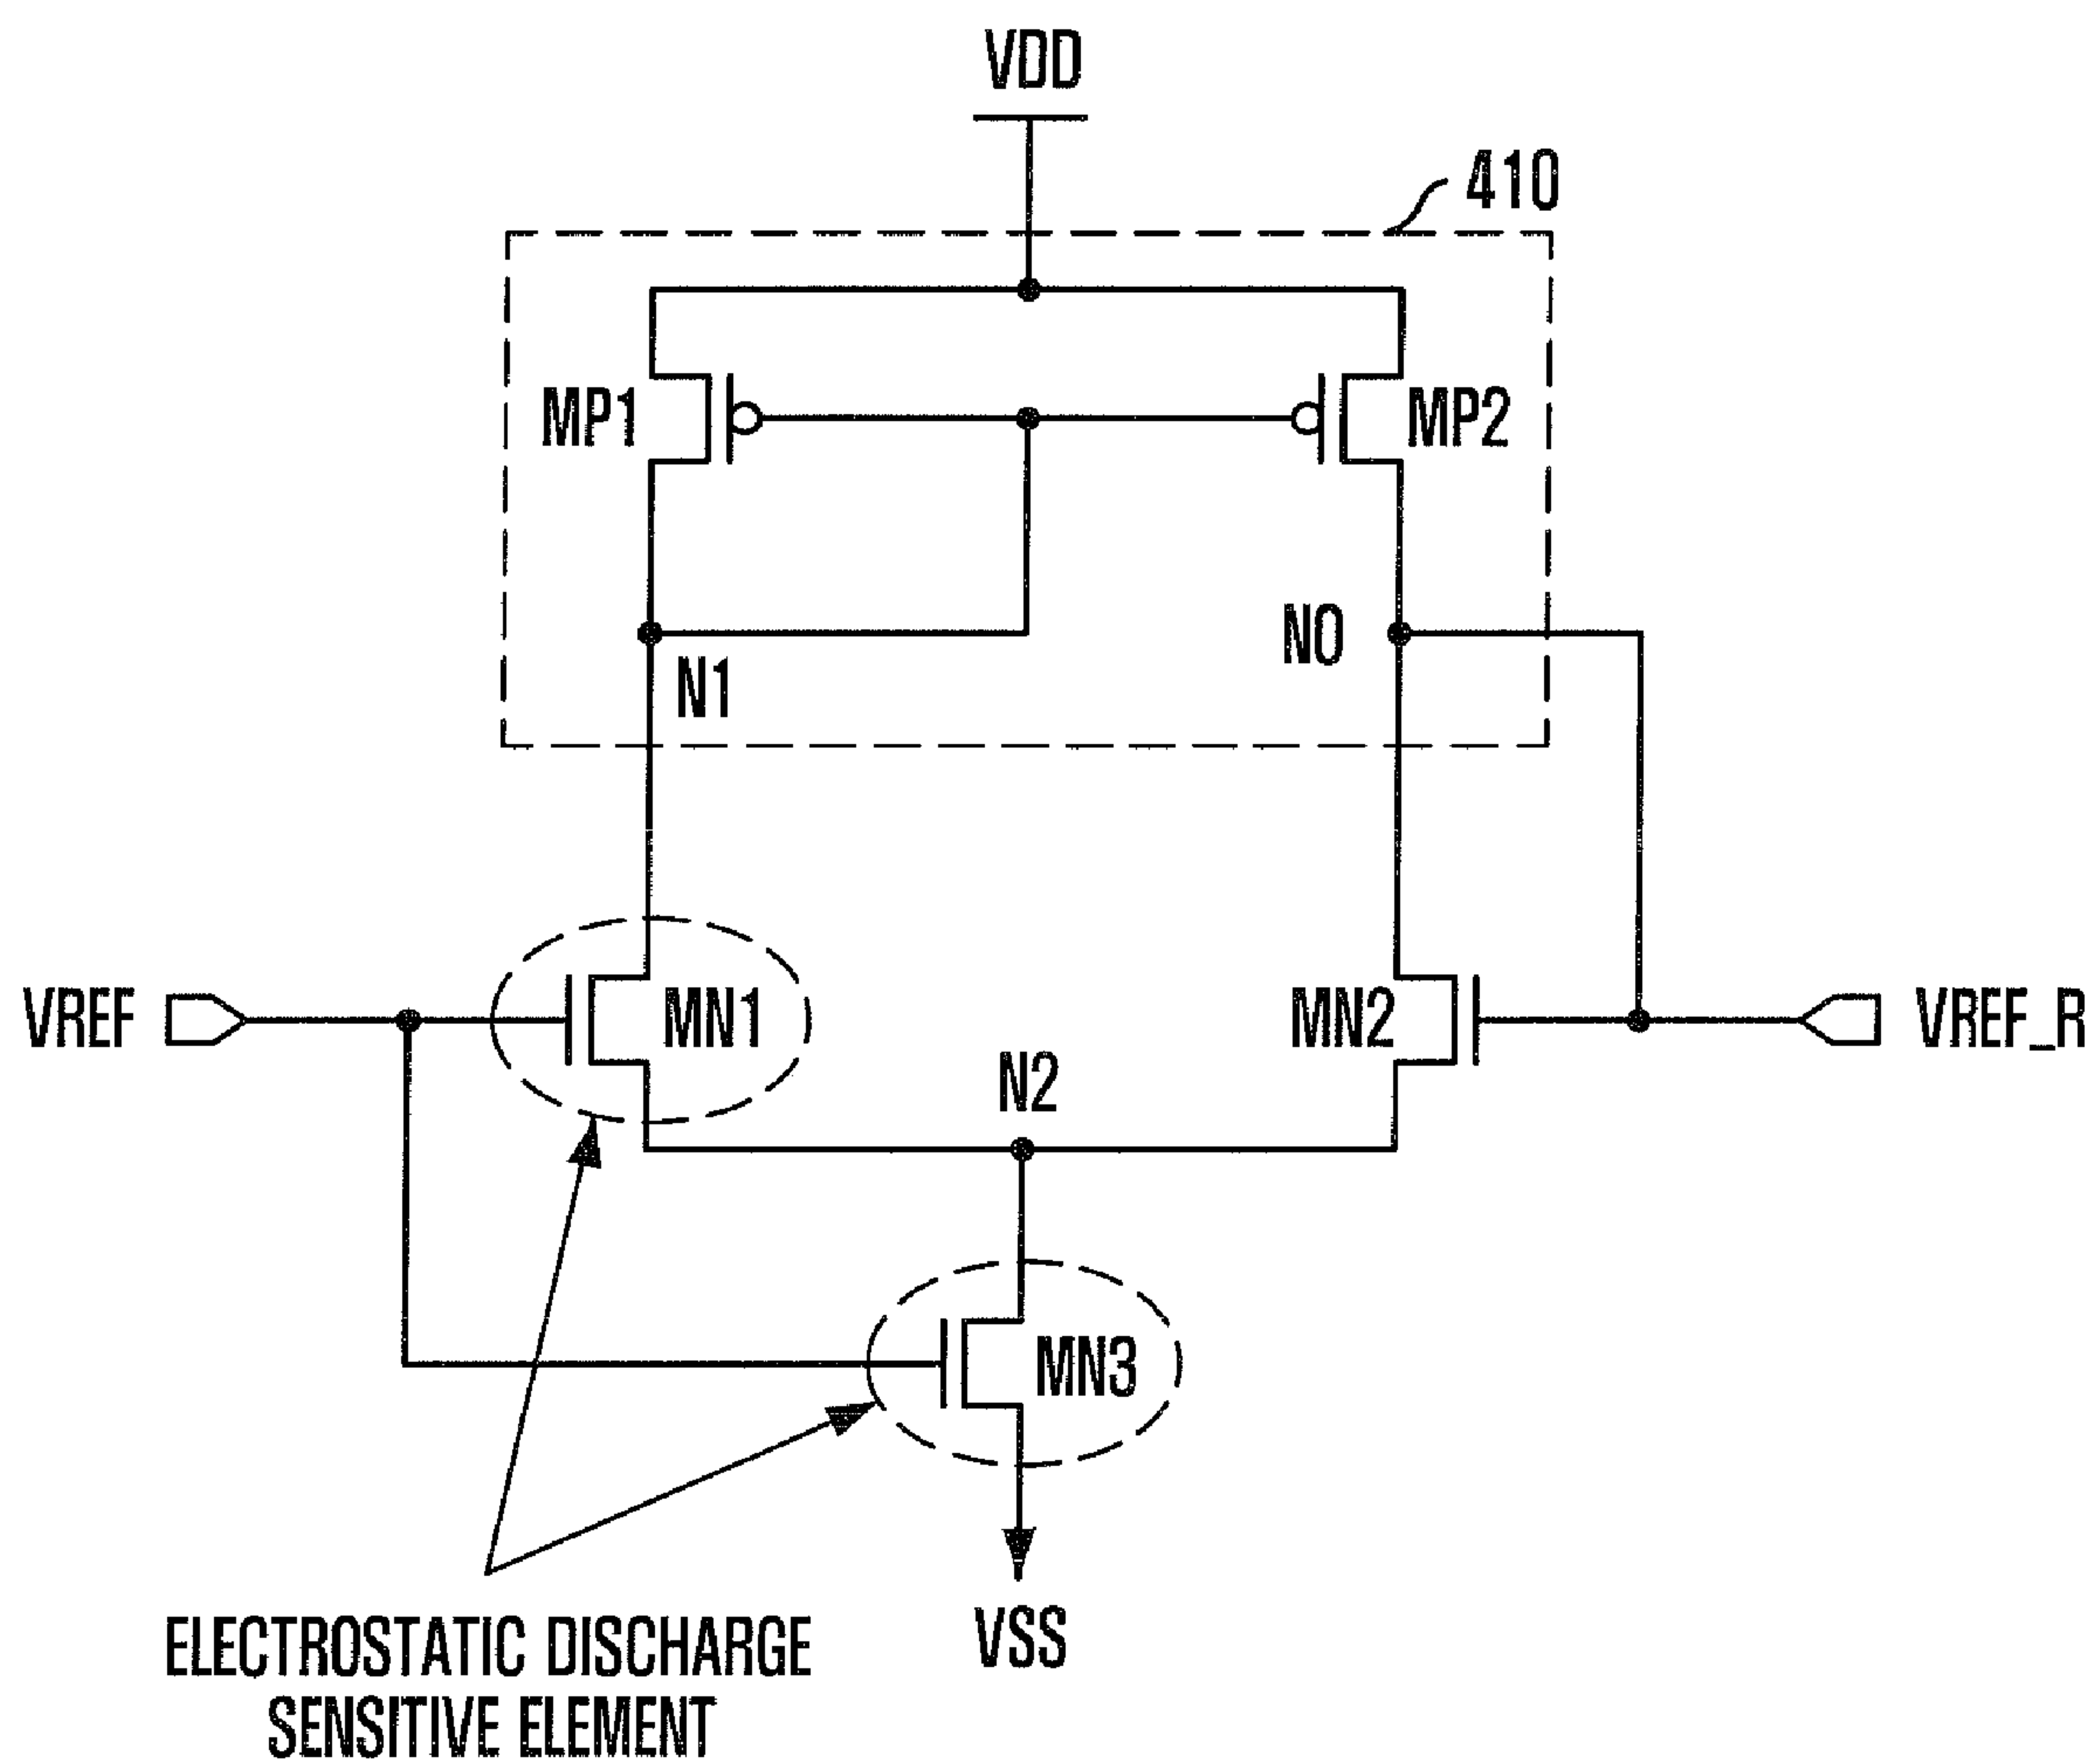 VDD
410
MP1
MP2
NO
N1
VREF
MN1
MN2
VREF_R
N2
MN3
VSS
ELECTROSTATIC DISCHARGE
SENSITIVE ELEMENT